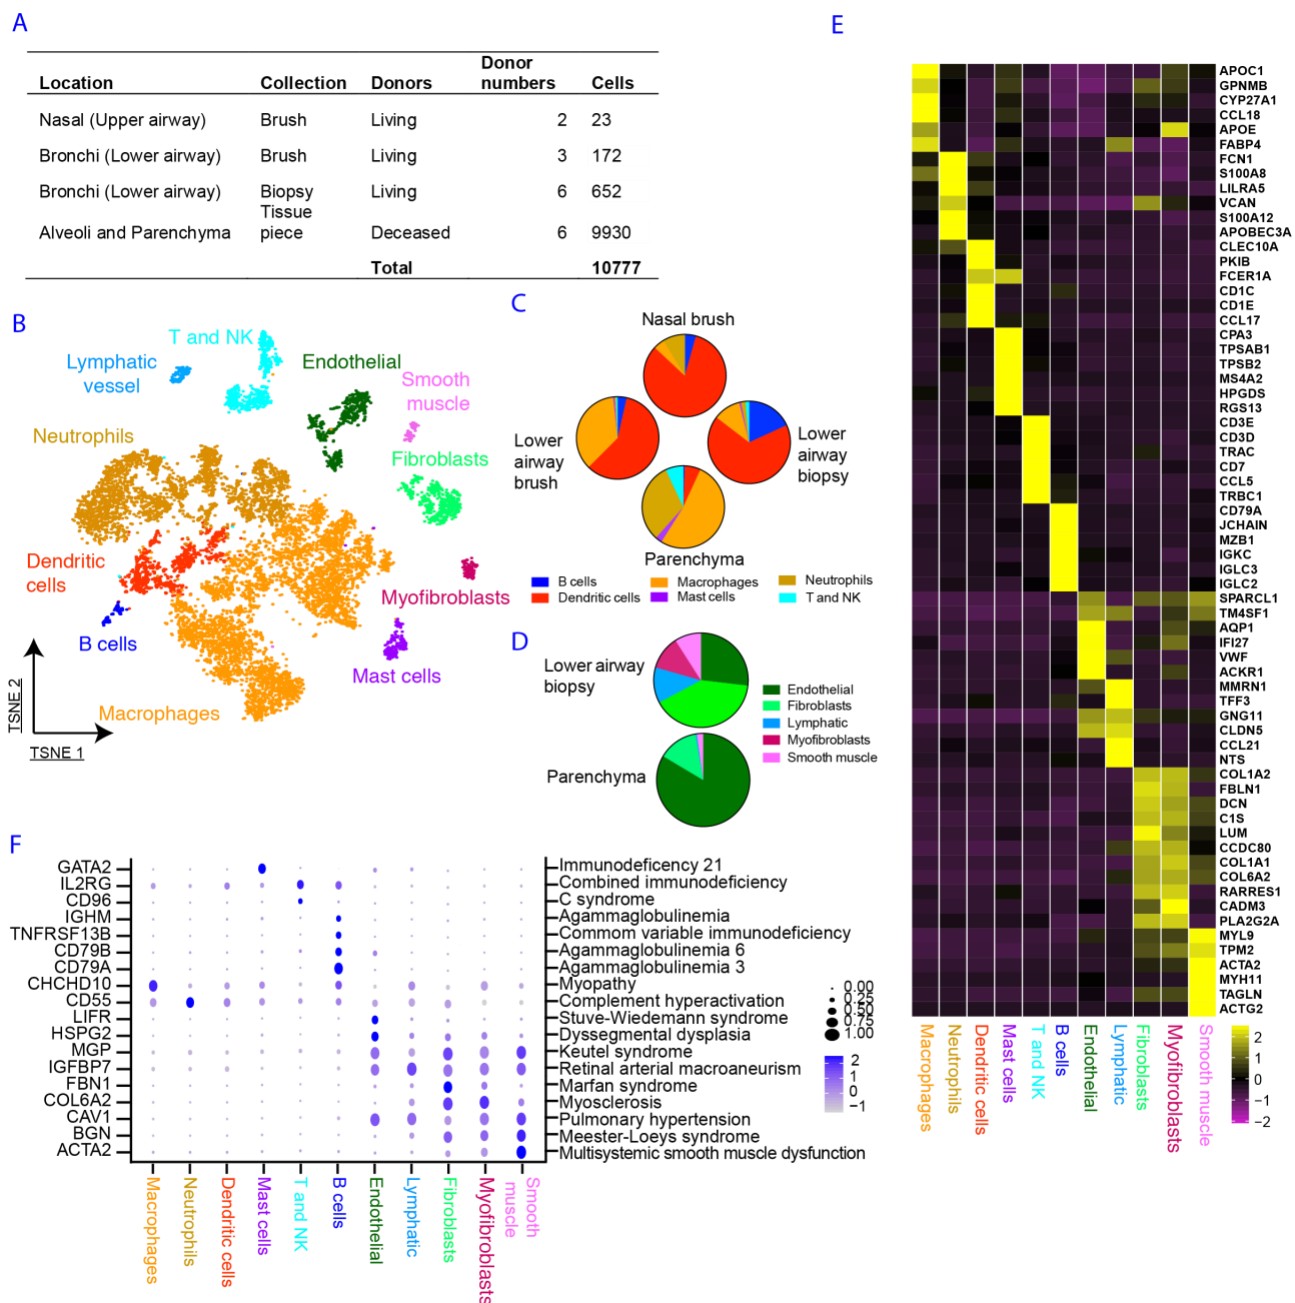 A
Location Collection Donors Donor numbers Cells
Nasal (Upper airway) Brush Living 2 23
Bronchi (Lower airway) Brush Living 3 172
Bronchi (Lower airway) Biopsy Living 6 652
Alveoli and Parenchyma Tissue piece Deceased 6 9930
Total 10777
B
T and NK
Lymphatic
vessel
Endothelial
Smooth
muscle
Neutrophils
Fibroblasts
Dendritic
cells
Myofibroblasts
B cells
Mast cells
Macrophages
TSNE 2
TSNE 1
C
Nasal brush
Lower
airway
brush
Lower
airway
biopsy
Parenchyma
B cells
Dendritic cells
Macrophages
Mast cells
Neutrophils
T and NK
D
Lower airway
biopsy
Parenchyma
Endothelial
Fibroblasts
Lymphatic
Myofibroblasts
Smooth muscle
E
APOC1
GPNMB
CYP27A1
CCL18
APOE
FABP4
FCN1
S100A8
LILRA5
VCAN
S100A12
APOBEC3A
CLEC10A
PKIB
FCER1A
CD1C
CD1E
CCL17
CPA3
TPSAB1
TPSB2
MS4A2
HPGDS
RGS13
CD3E
CD3D
TRAC
CD7
CCL5
TRBC1
CD79A
JCHAIN
MZB1
IGKC
IGLC3
IGLC2
SPARCL1
TM4SF1
AQP1
IFI27
VWF
ACKR1
MMRN1
TFF3
GNG11
CLDN5
CCL21
NTS
COL1A2
FBLN1
DCN
C1S
LUM
CCDC80
COL1A1
COL6A2
RARRES1
CADM3
PLA2G2A
MYL9
TPM2
ACTA2
MYH11
TAGLN
ACTG2
Macrophages
Neutrophils
Dendritic cells
Mast cells
T and NK
B cells
Endothelial
Lymphatic
Fibroblasts
Myofibroblasts
Smooth muscle
2
1
0
−1
−2
F
GATA2
IL2RG
CD96
IGHM
TNFRSF13B
CD79B
CD79A
CHCHD10
CD55
LIFR
HSPG2
MGP
IGFBP7
FBN1
COL6A2
CAV1
BGN
ACTA2
Immunodeficency 21
Combined immunodeficiency
C syndrome
Agammaglobulinemia
Commom variable immunodeficiency
Agammaglobulinemia 6
Agammaglobulinemia 3
Myopathy
Complement hyperactivation
Stuve-Wiedemann syndrome
Dyssegmental dysplasia
Keutel syndrome
Retinal arterial macroaneurism
Marfan syndrome
Myosclerosis
Pulmonary hypertension
Meester-Loeys syndrome
Multisystemic smooth muscle dysfunction
0.00
0.25
0.50
0.75
1.00
2
1
0
−1
Macrophages
Neutrophils
Dendritic cells
Mast cells
T and NK
B cells
Endothelial
Lymphatic
Fibroblasts
Myofibroblasts
Smooth
muscle